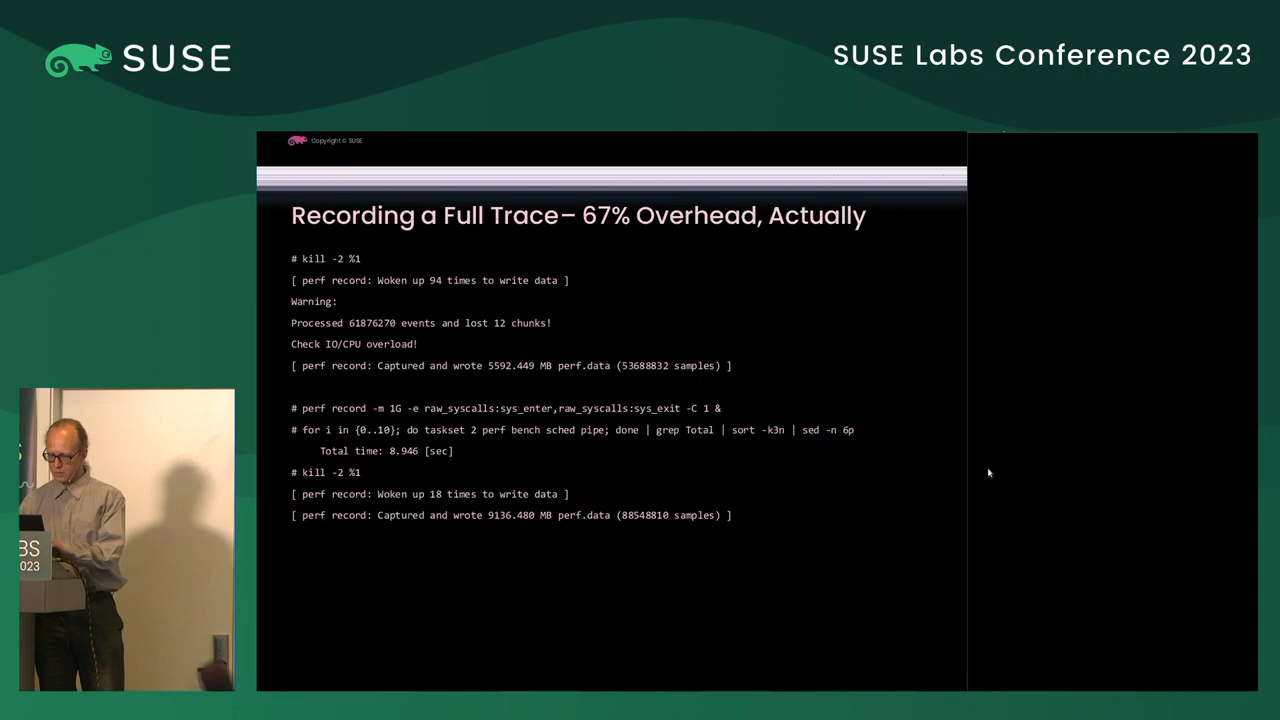 SUSE
SUSE Labs Conference 2023
Copyright © SUSE
Recording a Full Trace– 67% Overhead, Actually
# kill -2 %1
[ perf record: Woken up 94 times to write data ]
Warning:
Processed 61876270 events and lost 12 chunks!
Check IO/CPU overload!
[ perf record: Captured and wrote 5592.449 MB perf.data (53688832 samples) ]
# perf record -m 1G -e raw_syscalls:sys_enter,raw_syscalls:sys_exit -C 1 &
# for i in {0..10}; do taskset 2 perf bench sched pipe; done | grep Total | sort -k3n | sed -n 6p
Total time: 8.946 [sec]
# kill -2 %1
[ perf record: Woken up 18 times to write data ]
[ perf record: Captured and wrote 9136.480 MB perf.data (88548810 samples) ]
BS
023